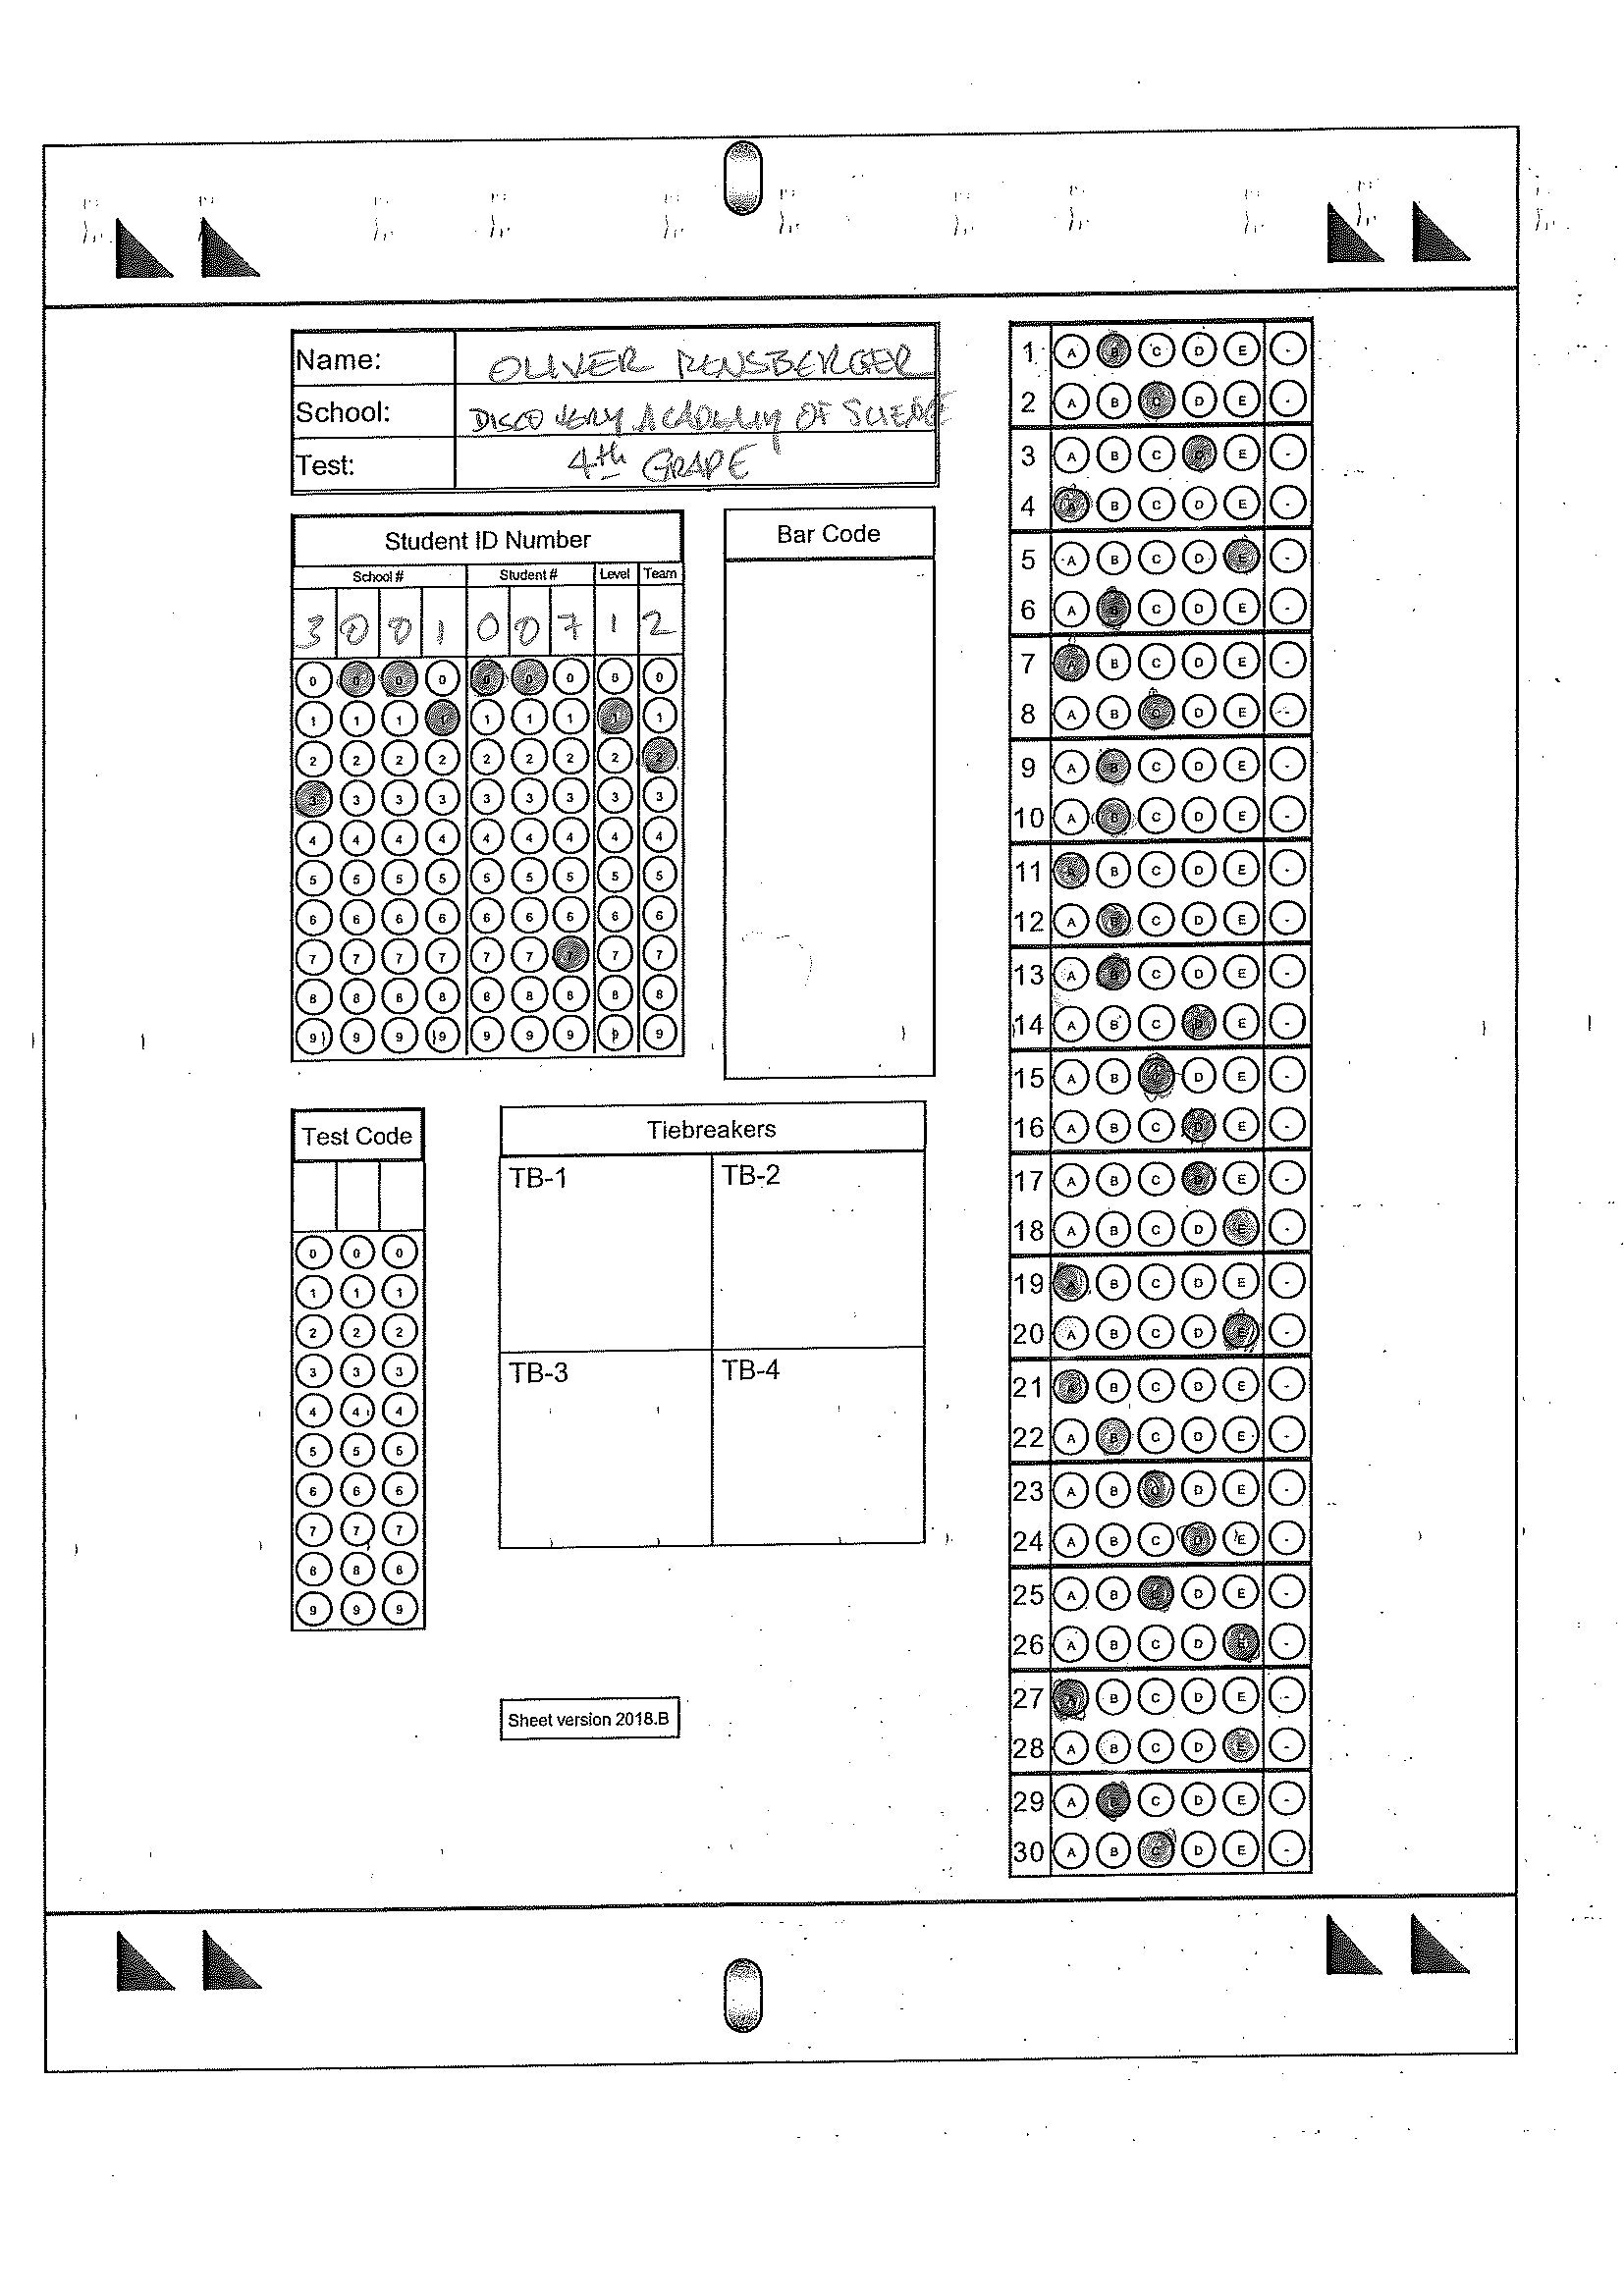 Name: OLIVER RENSBERGER
School: DISCOVERY ACADEMY OF SCIENCE
Test: 4th GRADE
Student ID Number
School # Student # Level Team
3 0 0 1 0 0 7 1 2
0 0 0 0 0 0 0 0 0
1 1 1 1 1 1 1 1 1
2 2 2 2 2 2 2 2 2
3 3 3 3 3 3 3 3 3
4 4 4 4 4 4 4 4 4
5 5 5 5 5 5 5 5 5
6 6 6 6 6 6 6 6 6
7 7 7 7 7 7 7 7 7
8 8 8 8 8 8 8 8 8
9 9 9 9 9 9 9 9 9
Bar Code
Test Code
0 0 0
1 1 1
2 2 2
3 3 3
4 4 4
5 5 5
6 6 6
7 7 7
8 8 8
9 9 9
Tiebreakers
TB-1 TB-2
TB-3 TB-4
Sheet version 2018.B
1 A B C D E -
2 A B C D E -
3 A B C D E -
4 A B C D E -
5 A B C D E -
6 A B C D E -
7 A B C D E -
8 A B C D E -
9 A B C D E -
10 A B C D E -
11 A B C D E -
12 A B C D E -
13 A B C D E -
14 A B C D E -
15 A B C D E -
16 A B C D E -
17 A B C D E -
18 A B C D E -
19 A B C D E -
20 A B C D E -
21 A B C D E -
22 A B C D E -
23 A B C D E -
24 A B C D E -
25 A B C D E -
26 A B C D E -
27 A B C D E -
28 A B C D E -
29 A B C D E -
30 A B C D E -